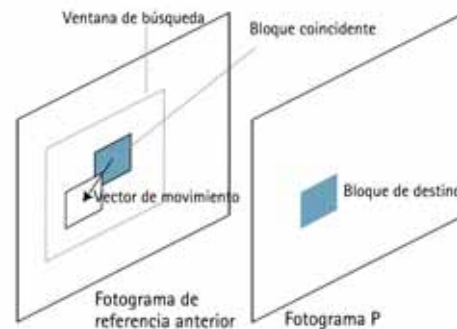 Ventana de búsqueda
Bloque coincidente
Vector de movimiento
Bloque de destino
Fotograma de
referencia anterior
Fotograma P